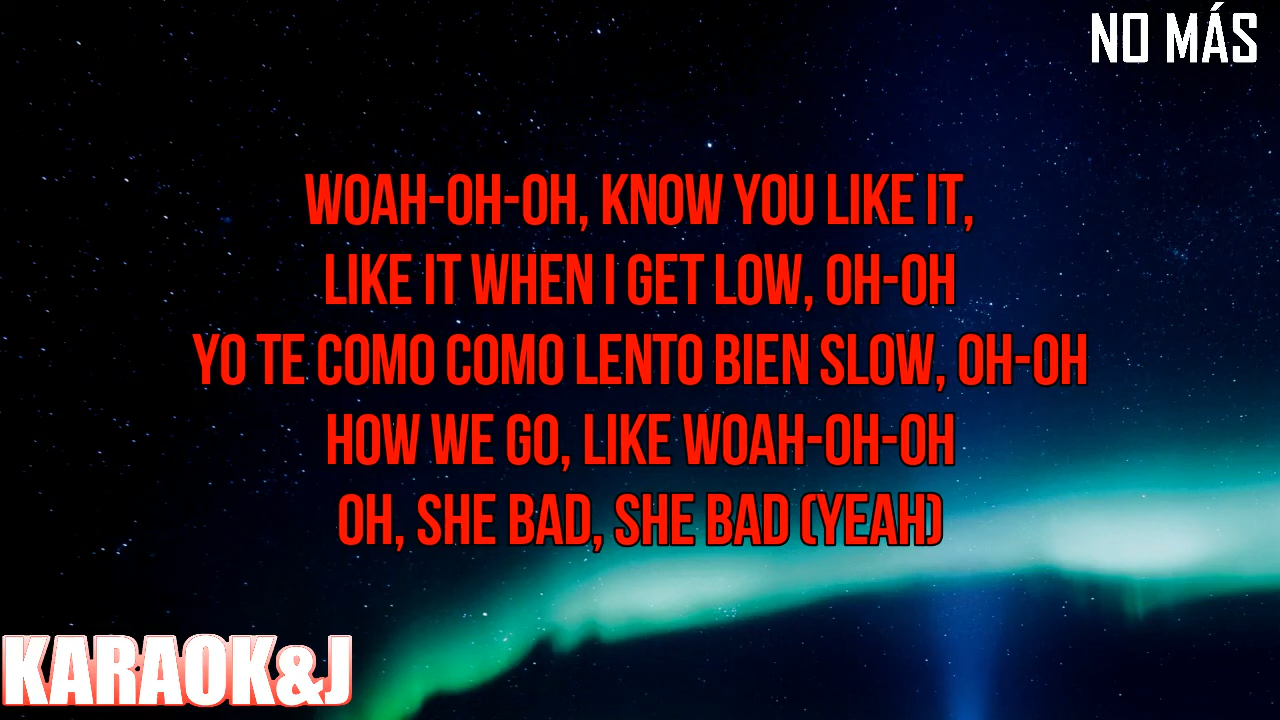 NO MÁS
WOAH-OH-OH, KNOW YOU LIKE IT,
LIKE IT WHEN I GET LOW, OH-OH
YO TE COMO COMO LENTO BIEN SLOW, OH-OH
HOW WE GO, LIKE WOAH-OH-OH
OH, SHE BAD, SHE BAD (YEAH)
KARAOK&J